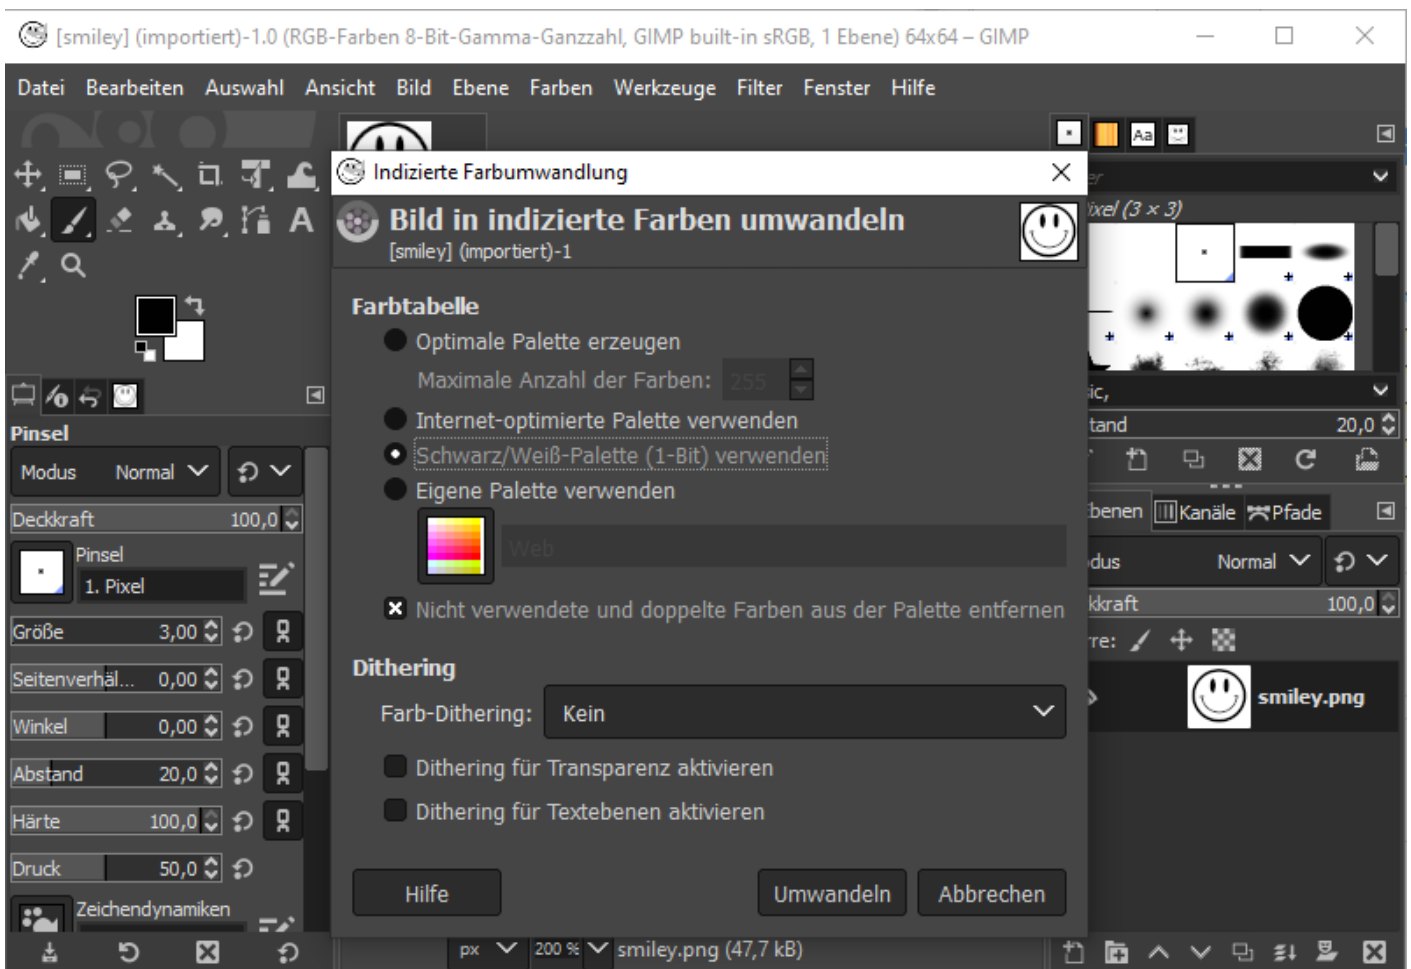 [smiley] (importiert)-1.0 (RGB-Farben 8-Bit-Gamma-Ganzzahl, GIMP built-in sRGB, 1 Ebene) 64x64 – GIMP
Datei Bearbeiten Auswahl Ansicht Bild Ebene Farben Werkzeuge Filter Fenster Hilfe
Pinsel
Modus Normal
Deckkraft 100,0
Pinsel
1. Pixel
Größe 3,00
Seitenverhäl... 0,00
Winkel 0,00
Abstand 20,0
Härte 100,0
Druck 50,0
Zeichendynamiken
Indizierte Farbumwandlung
Bild in indizierte Farben umwandeln
[smiley] (importiert)-1
Farbtabelle
Optimale Palette erzeugen
Maximale Anzahl der Farben: 255
Internet-optimierte Palette verwenden
Schwarz/Weiß-Palette (1-Bit) verwenden
Eigene Palette verwenden
Web
Nicht verwendete und doppelte Farben aus der Palette entfernen
Dithering
Farb-Dithering: Kein
Dithering für Transparenz aktivieren
Dithering für Textebenen aktivieren
Hilfe Umwandeln Abbrechen
px 200 % smiley.png (47,7 kB)
Aa
(3 × 3)
tand 20,0
benen Kanäle Pfade
dus Normal
kkraft 100,0
re:
smiley.png